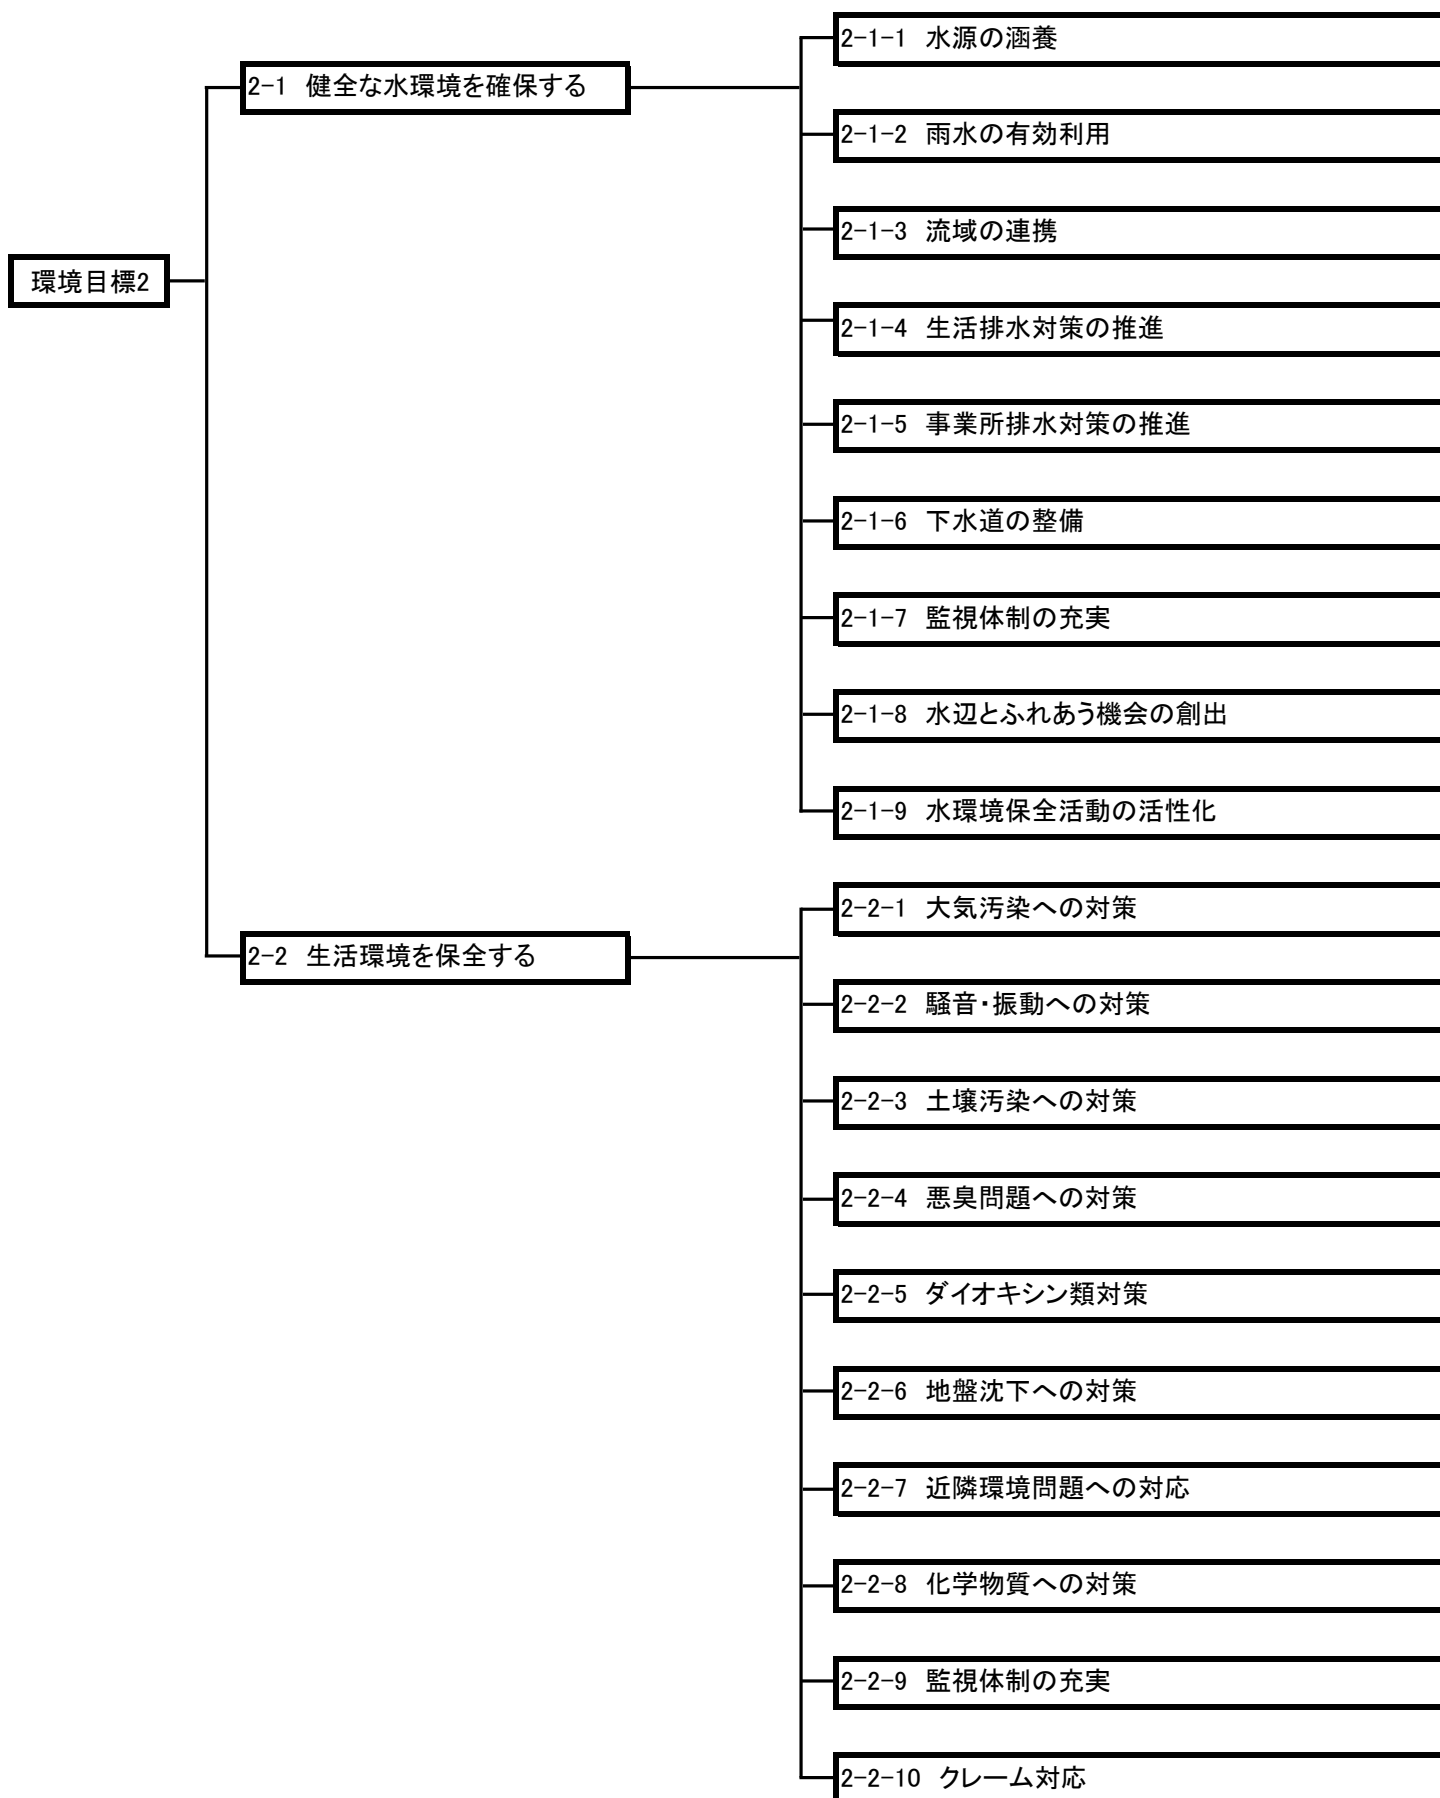 環境目標2
2-1 健全な水環境を確保する
2-1-1 水源の涵養
2-1-2 雨水の有効利用
2-1-3 流域の連携
2-1-4 生活排水対策の推進
2-1-5 事業所排水対策の推進
2-1-6 下水道の整備
2-1-7 監視体制の充実
2-1-8 水辺とふれあう機会の創出
2-1-9 水環境保全活動の活性化
2-2 生活環境を保全する
2-2-1 大気汚染への対策
2-2-2 騒音・振動への対策
2-2-3 土壌汚染への対策
2-2-4 悪臭問題への対策
2-2-5 ダイオキシン類対策
2-2-6 地盤沈下への対策
2-2-7 近隣環境問題への対応
2-2-8 化学物質への対策
2-2-9 監視体制の充実
2-2-10 クレーム対応